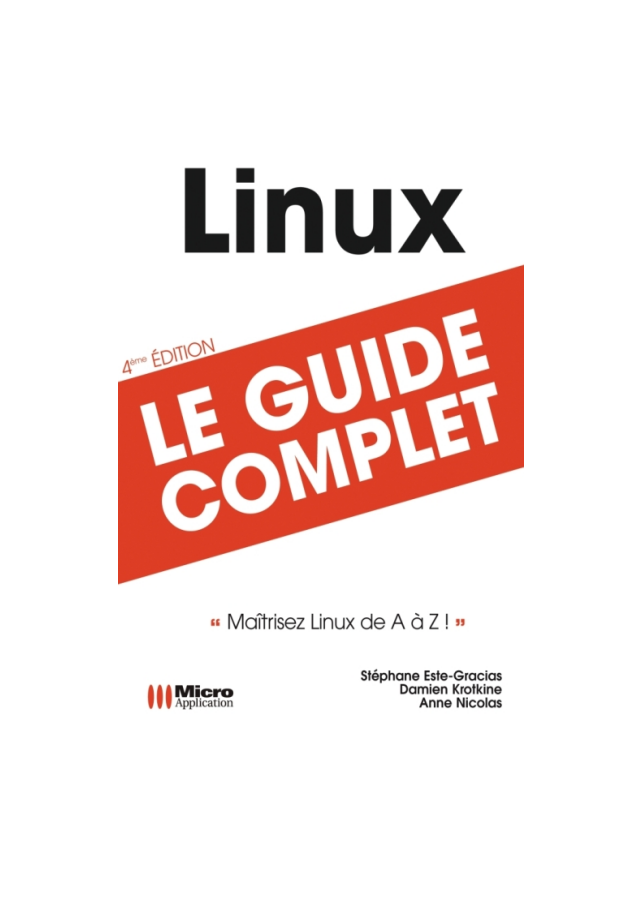 Linux
4ème ÉDITION
LE GUIDE
COMPLET
“ Maîtrisez Linux de A à Z ! ”
Stéphane Este-Gracias
Damien Krotkine
Anne Nicolas
Micro
Application